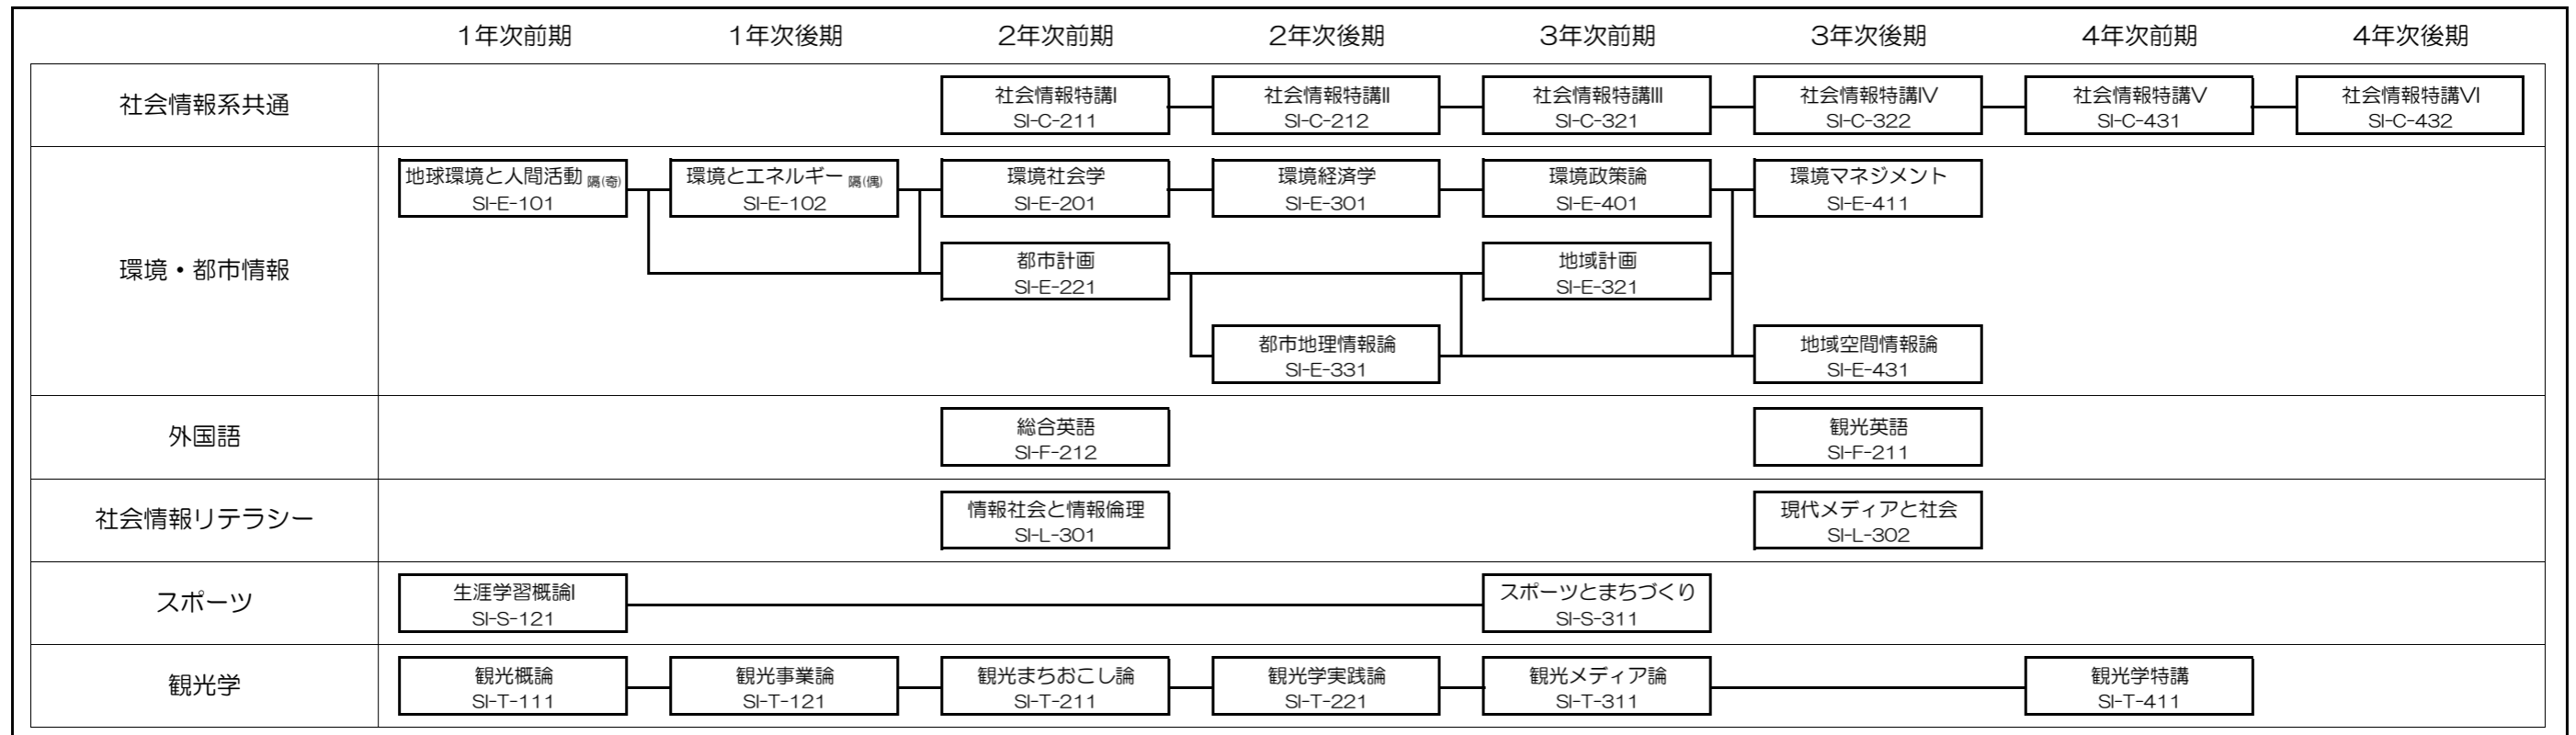 1年次前期 1年次後期 2年次前期 2年次後期 3年次前期 3年次後期 4年次前期 4年次後期
社会情報系共通
社会情報特講I
SI-C-211
社会情報特講II
SI-C-212
社会情報特講III
SI-C-321
社会情報特講IV
SI-C-322
社会情報特講V
SI-C-431
社会情報特講VI
SI-C-432
環境・都市情報
地球環境と人間活動 隔(奇)
SI-E-101
環境とエネルギー 隔(偶)
SI-E-102
環境社会学
SI-E-201
環境経済学
SI-E-301
環境政策論
SI-E-401
環境マネジメント
SI-E-411
都市計画
SI-E-221
地域計画
SI-E-321
都市地理情報論
SI-E-331
地域空間情報論
SI-E-431
外国語
総合英語
SI-F-212
観光英語
SI-F-211
社会情報リテラシー
情報社会と情報倫理
SI-L-301
現代メディアと社会
SI-L-302
スポーツ
生涯学習概論I
SI-S-121
スポーツとまちづくり
SI-S-311
観光学
観光概論
SI-T-111
観光事業論
SI-T-121
観光まちおこし論
SI-T-211
観光学実践論
SI-T-221
観光メディア論
SI-T-311
観光学特講
SI-T-411